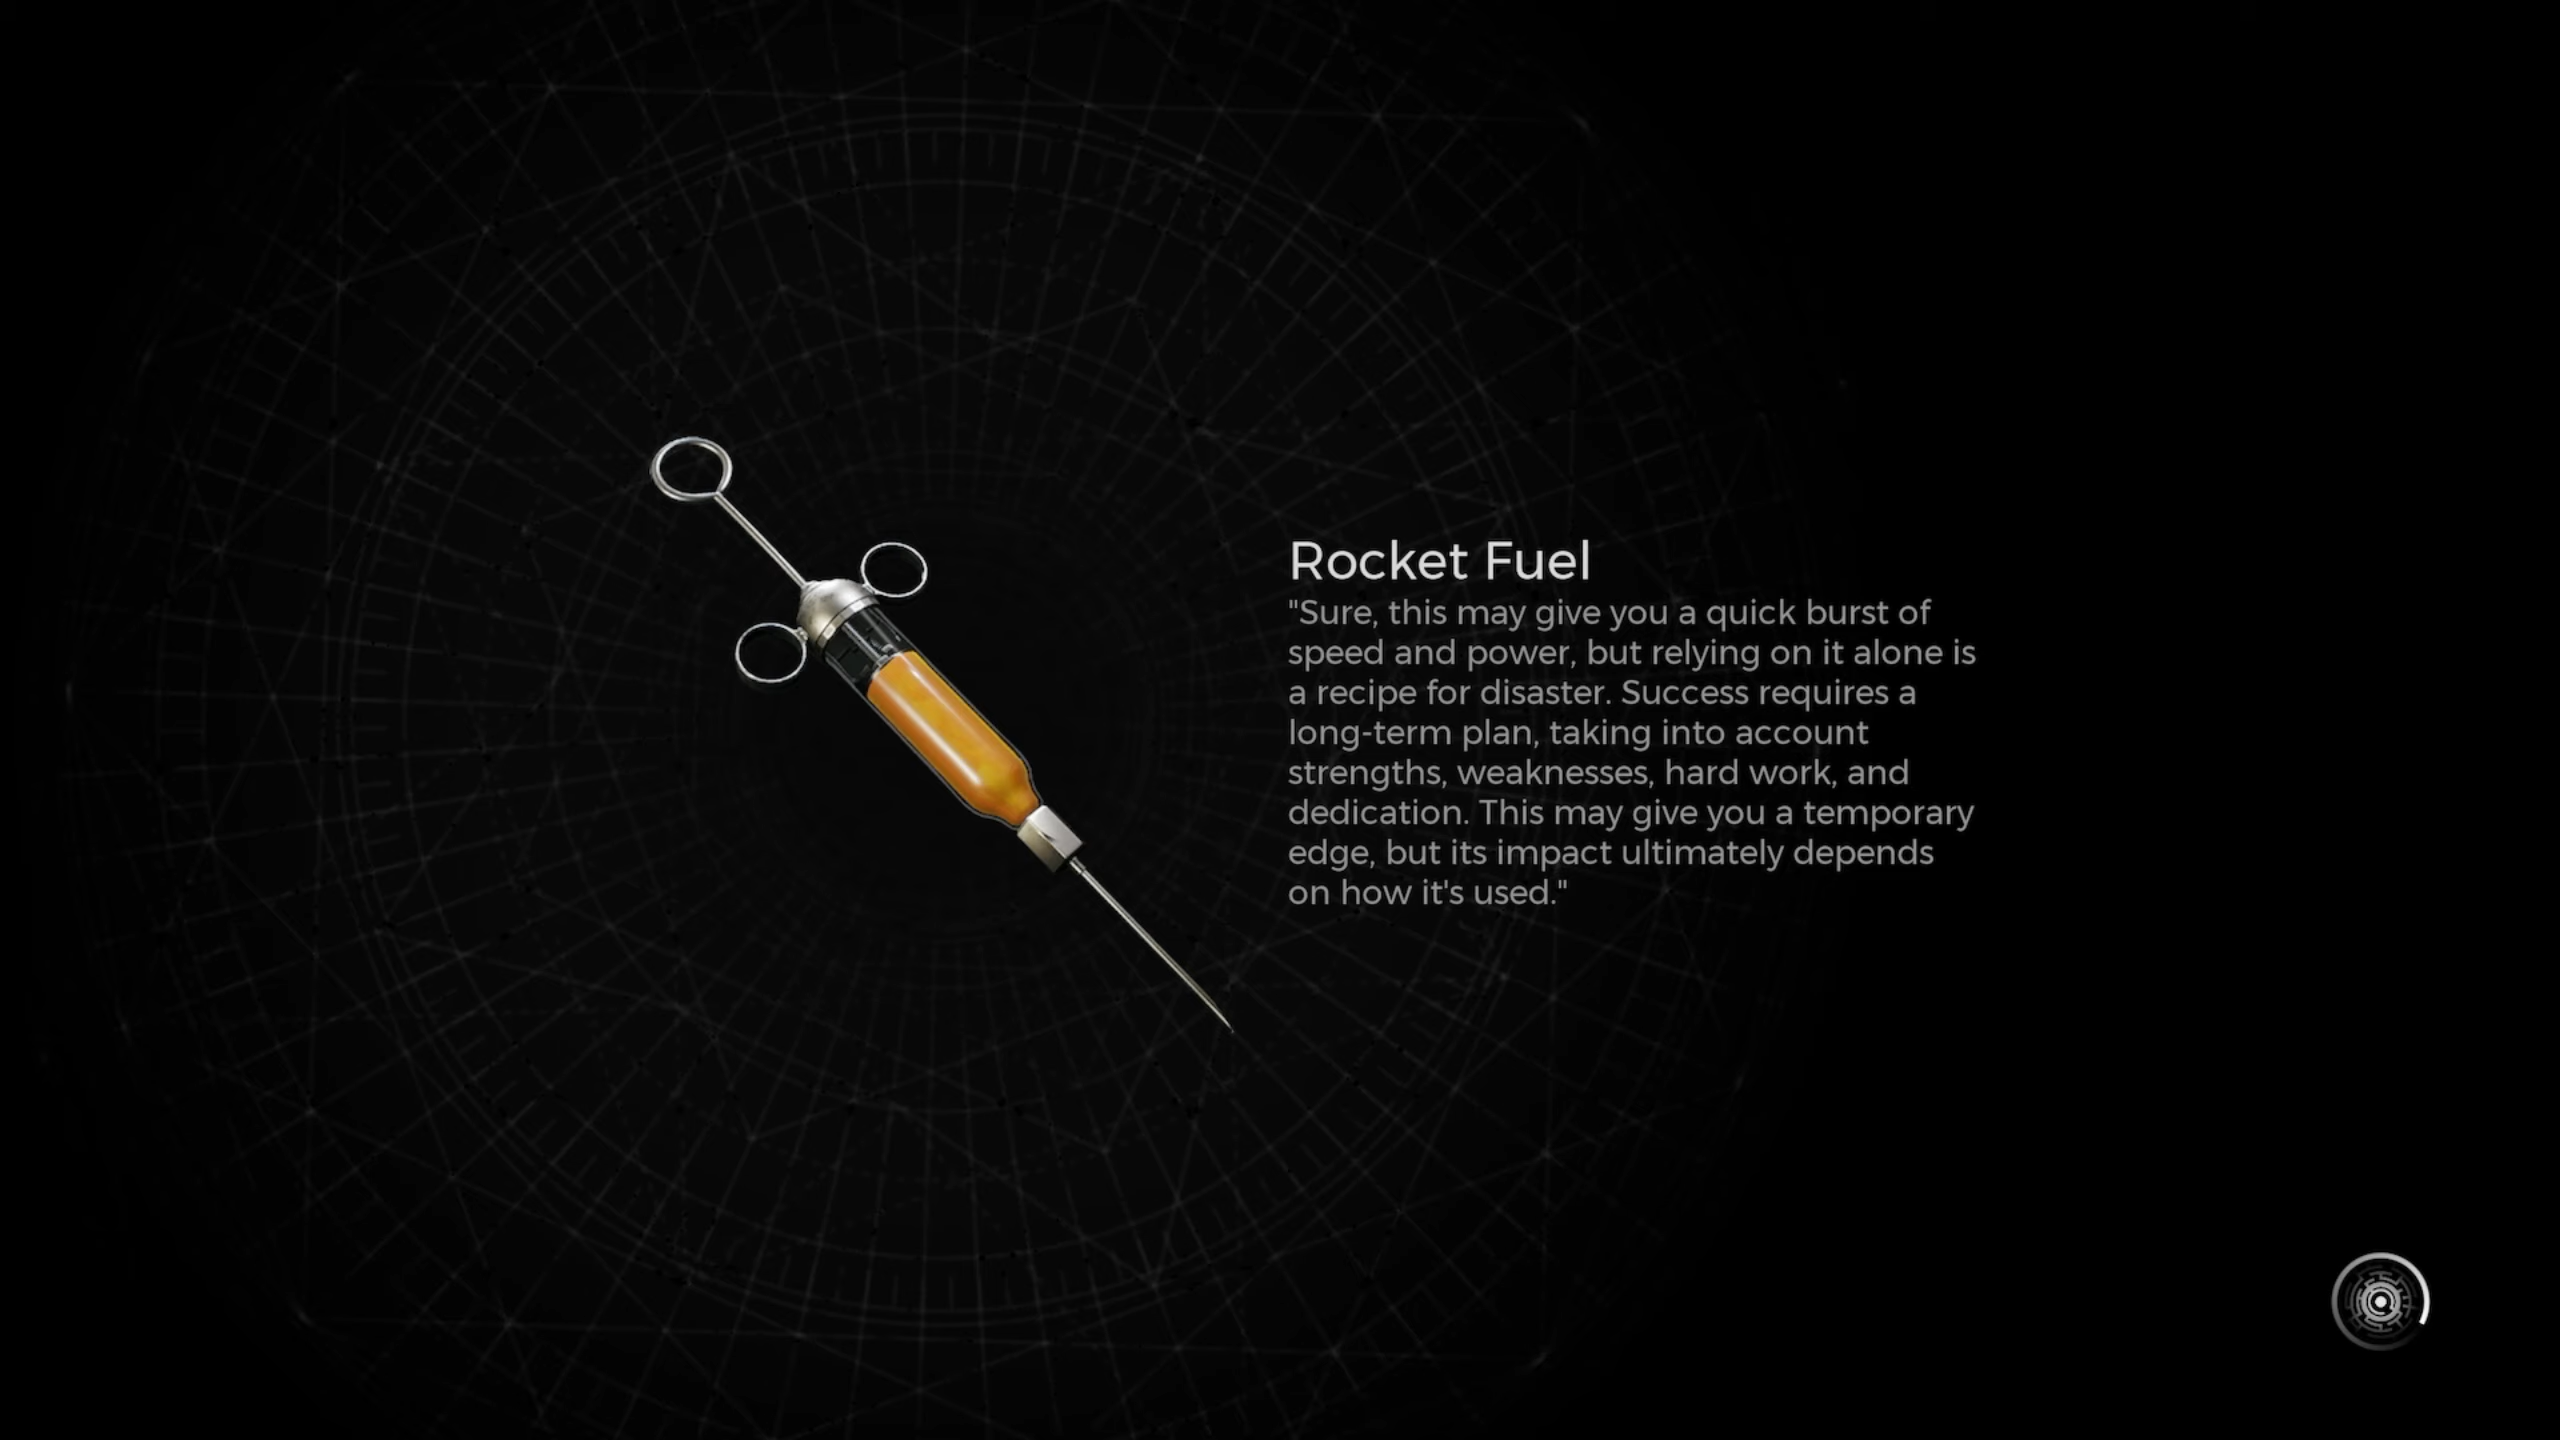 Rocket Fuel
"Sure, this may give you a quick burst of
speed and power, but relying on it alone is
a recipe for disaster. Success requires a
long-term plan, taking into account
strengths, weaknesses, hard work, and
dedication. This may give you a temporary
edge, but its impact ultimately depends
on how it's used."